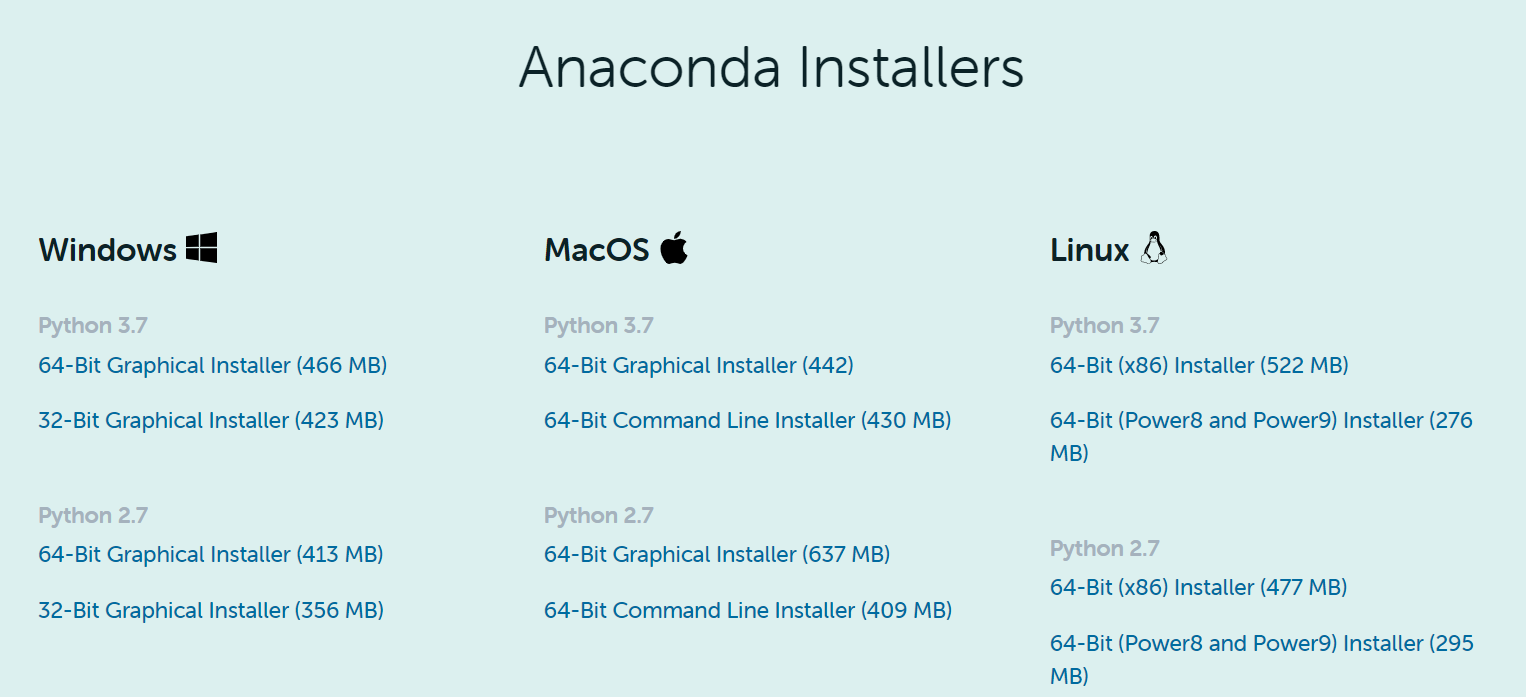 Anaconda Installers
Windows
Python 3.7
64-Bit Graphical Installer (466 MB)
32-Bit Graphical Installer (423 MB)
Python 2.7
64-Bit Graphical Installer (413 MB)
32-Bit Graphical Installer (356 MB)
MacOS
Python 3.7
64-Bit Graphical Installer (442)
64-Bit Command Line Installer (430 MB)
Python 2.7
64-Bit Graphical Installer (637 MB)
64-Bit Command Line Installer (409 MB)
Linux
Python 3.7
64-Bit (x86) Installer (522 MB)
64-Bit (Power8 and Power9) Installer (276
MB)
Python 2.7
64-Bit (x86) Installer (477 MB)
64-Bit (Power8 and Power9) Installer (295
MB)